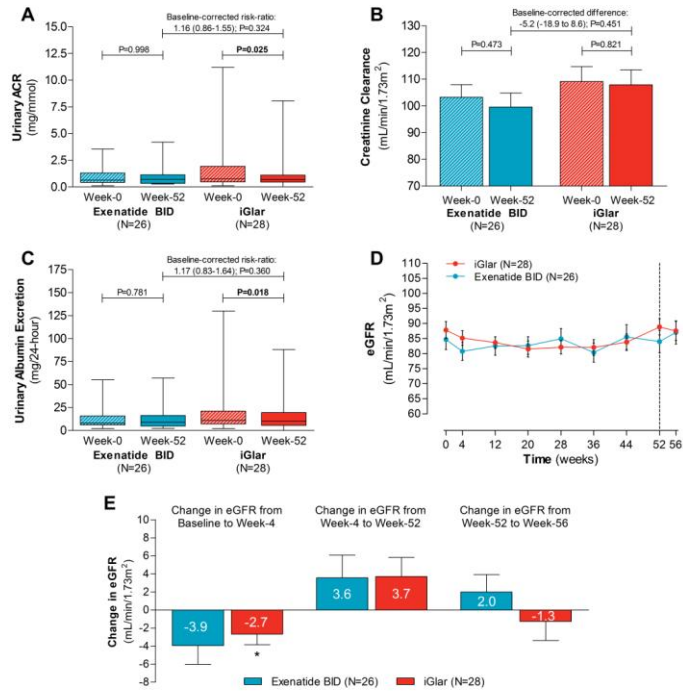 A
Baseline-corrected risk-ratio:
1.16 (0.86-1.55); P=0.324
P=0.998
P=0.025
Urinary ACR
(mg/mmol)
15.0
12.5
10.0
7.5
5.0
2.5
0.0
Week-0 Week-52 Week-0 Week-52
Exenatide BID iGlar
(N=26) (N=28)
B
Baseline-corrected difference:
-5.2 (-18.9 to 8.6); P=0.451
P=0.473
P=0.821
Creatinine Clearance
(mL/min/1.73m²)
130
120
110
100
90
80
70
Week-0 Week-52 Week-0 Week-52
Exenatide BID iGlar
(N=26) (N=28)
C
Baseline-corrected risk-ratio:
1.17 (0.83-1.64); P=0.360
P=0.781
P=0.018
Urinary Albumin Excretion
(mg/24-hour)
175
150
125
100
75
50
25
0
Week-0 Week-52 Week-0 Week-52
Exenatide BID iGlar
(N=26) (N=28)
D
iGlar (N=28)
Exenatide BID (N=26)
eGFR
(mL/min/1.73m²)
110
105
100
95
90
85
80
75
70
65
60
0 4 12 20 28 36 44 52 56
Time (weeks)
E
Change in eGFR from
Baseline to Week-4
Change in eGFR from
Week-4 to Week-52
Change in eGFR from
Week-52 to Week-56
Change in eGFR
(mL/min/1.73m²)
10
8
6
4
2
0
-2
-4
-6
-8
-3.9
-2.7
*
3.6
3.7
2.0
-1.3
Exenatide BID (N=26) iGlar (N=28)